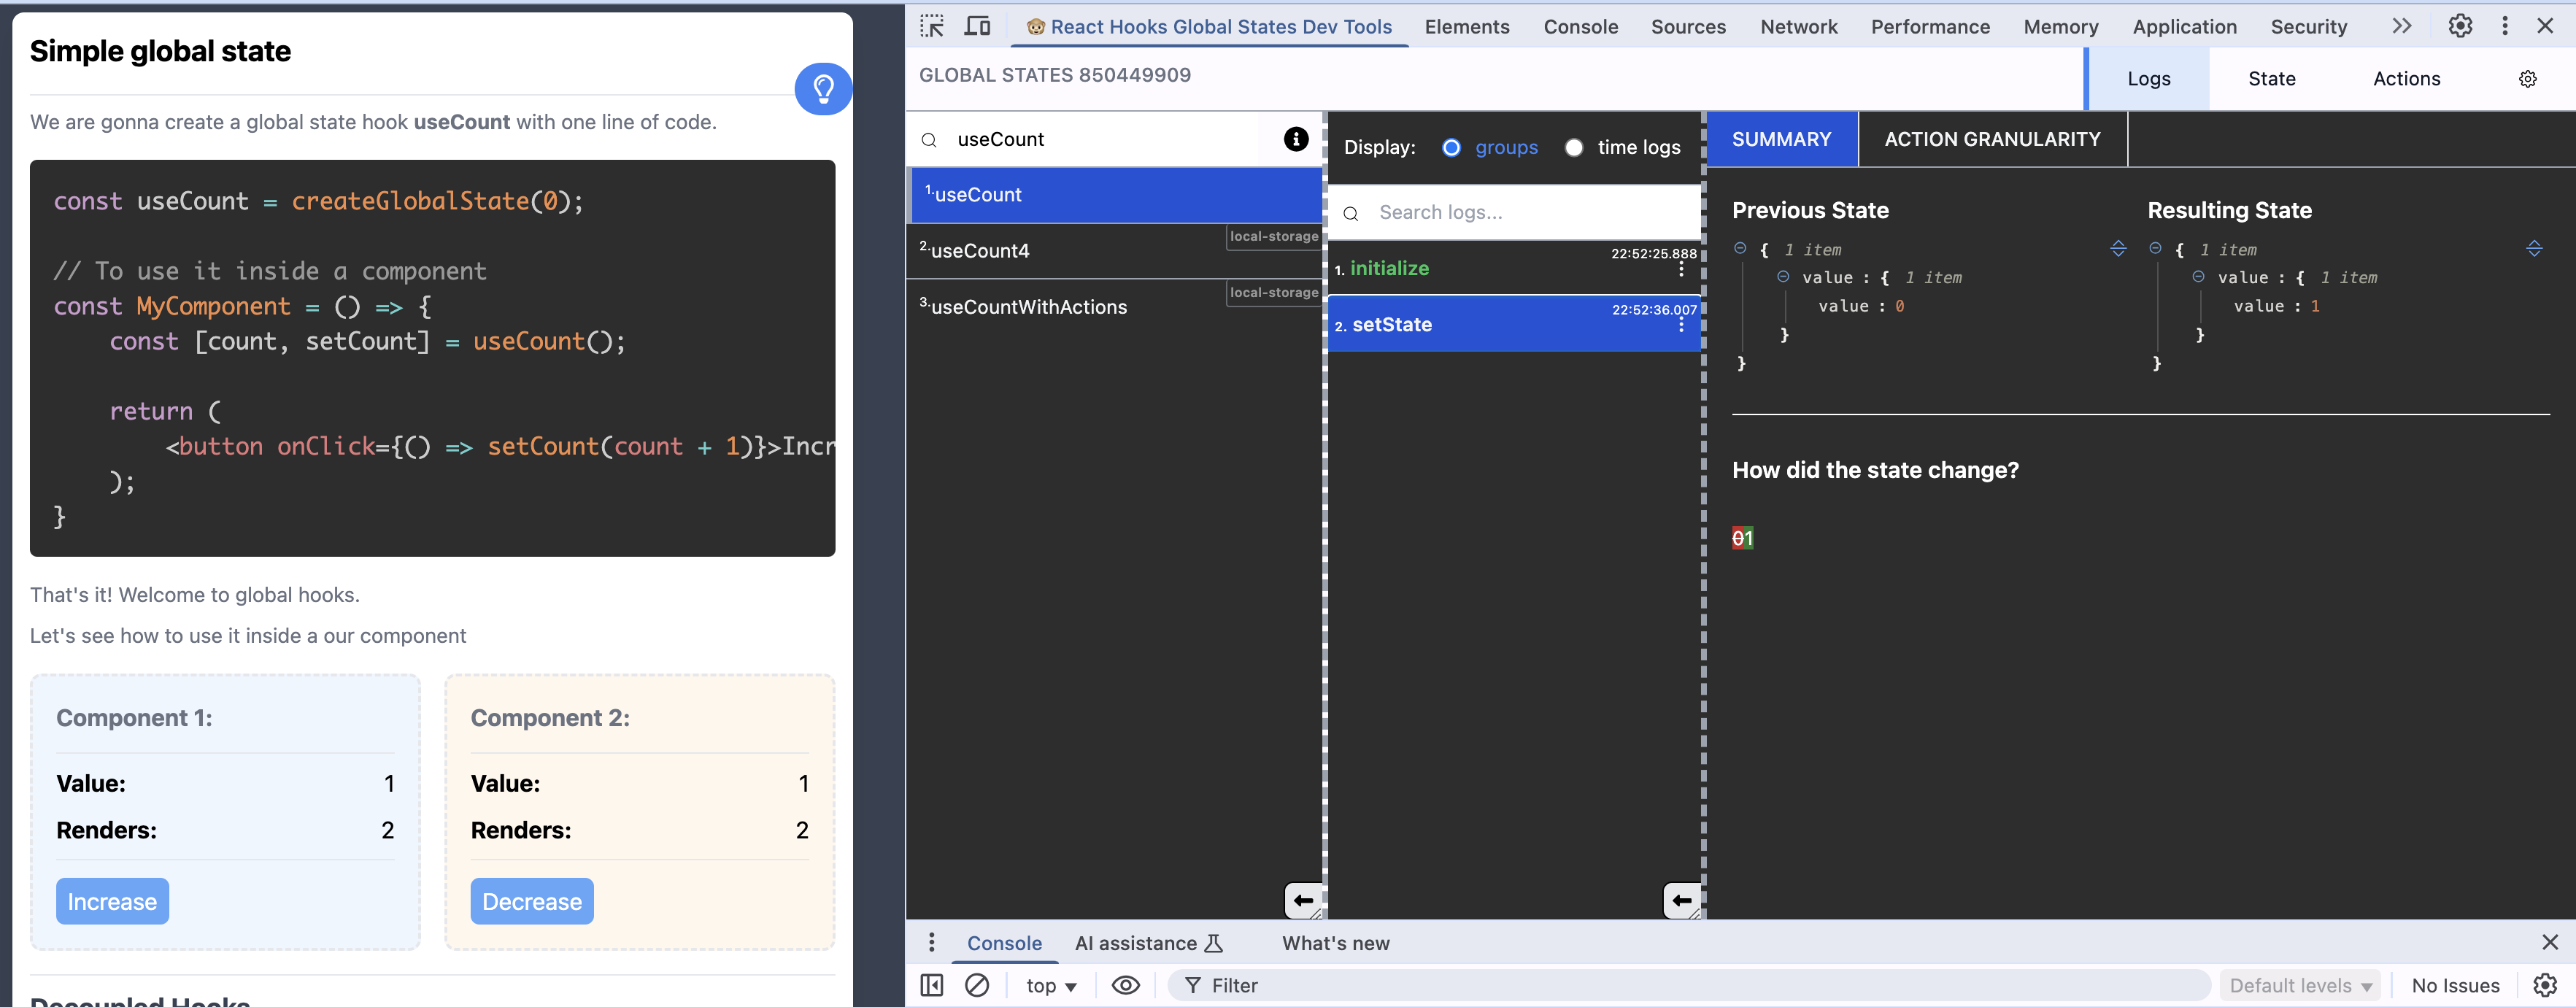 Simple global state
We are gonna create a global state hook useCount with one line of code.
const useCount = createGlobalState(0);
// To use it inside a component
const MyComponent = () => {
const [count, setCount] = useCount();
return (
<button onClick={() => setCount(count + 1)}>Incr
);
}
That's it! Welcome to global hooks.
Let's see how to use it inside a our component
Component 1:
Value: 1
Renders: 2
Increase
Component 2:
Value: 1
Renders: 2
Decrease
Decoupled Hooks
React Hooks Global States Dev Tools Elements Console Sources Network Performance Memory Application Security
GLOBAL STATES 850449909
Logs State Actions
useCount
1.useCount
2.useCount4 local-storage
3.useCountWithActions local-storage
Display: groups time logs
Search logs...
1. initialize 22:52:25.888
2. setState 22:52:36.007
SUMMARY ACTION GRANULARITY
Previous State
{ 1 item
value : { 1 item
value : 0
}
}
Resulting State
{ 1 item
value : { 1 item
value : 1
}
}
How did the state change?
01
Console AI assistance What's new
top Filter Default levels No Issues